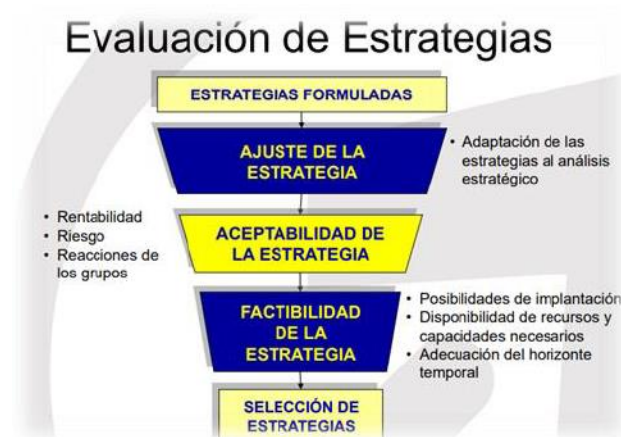 Evaluación de Estrategias
ESTRATEGIAS FORMULADAS
AJUSTE DE LA
ESTRATEGIA
• Adaptación de las
estrategias al análisis
estratégico
• Rentabilidad
• Riesgo
• Reacciones de
los grupos
ACEPTABILIDAD DE
LA ESTRATEGIA
FACTIBILIDAD
DE LA
ESTRATEGIA
• Posibilidades de implantación
• Disponibilidad de recursos y
capacidades necesarios
• Adecuación del horizonte
temporal
SELECCIÓN DE
ESTRATEGIAS